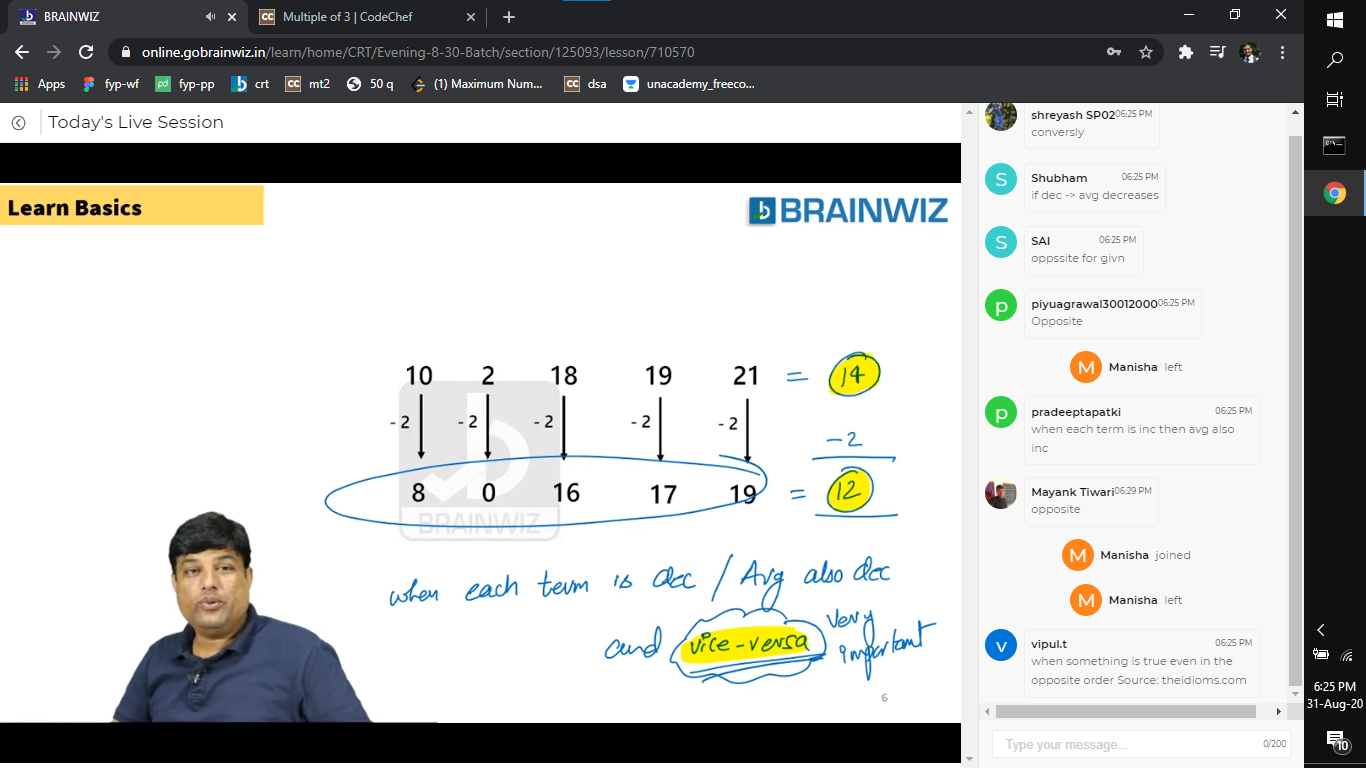 BRAINWIZ
Multiple of 3 | CodeChef
online.gobrainwiz.in/learn/home/CRT/Evening-8-30-Batch/section/125093/lesson/710570
Apps fyp-wf fyp-pp crt mt2 50 q (1) Maximum Num... dsa unacademy_freeco...
Today's Live Session
Learn Basics
BRAINWIZ
10 2 18 19 21 = 14
- 2 - 2 - 2 - 2 - 2 - 2
8 0 16 17 19 = 12
BRAINWIZ
when each term is dec / Avg also dec
and vice-versa very
important
6
shreyash SP02 06:25 PM
conversly
S
Shubham 06:25 PM
if dec -> avg decreases
S
SAI 06:25 PM
oppssite for givn
p
piyuagrawal30012000 06:25 PM
Opposite
M Manisha left
p
pradeeptapatki 06:25 PM
when each term is inc then avg also
inc
Mayank Tiwari 06:29 PM
opposite
M Manisha joined
M Manisha left
v
vipul.t 06:25 PM
when something is true even in the
opposite order Source: theidioms.com
Type your message... 0/200
6:25 PM
31-Aug-20
10